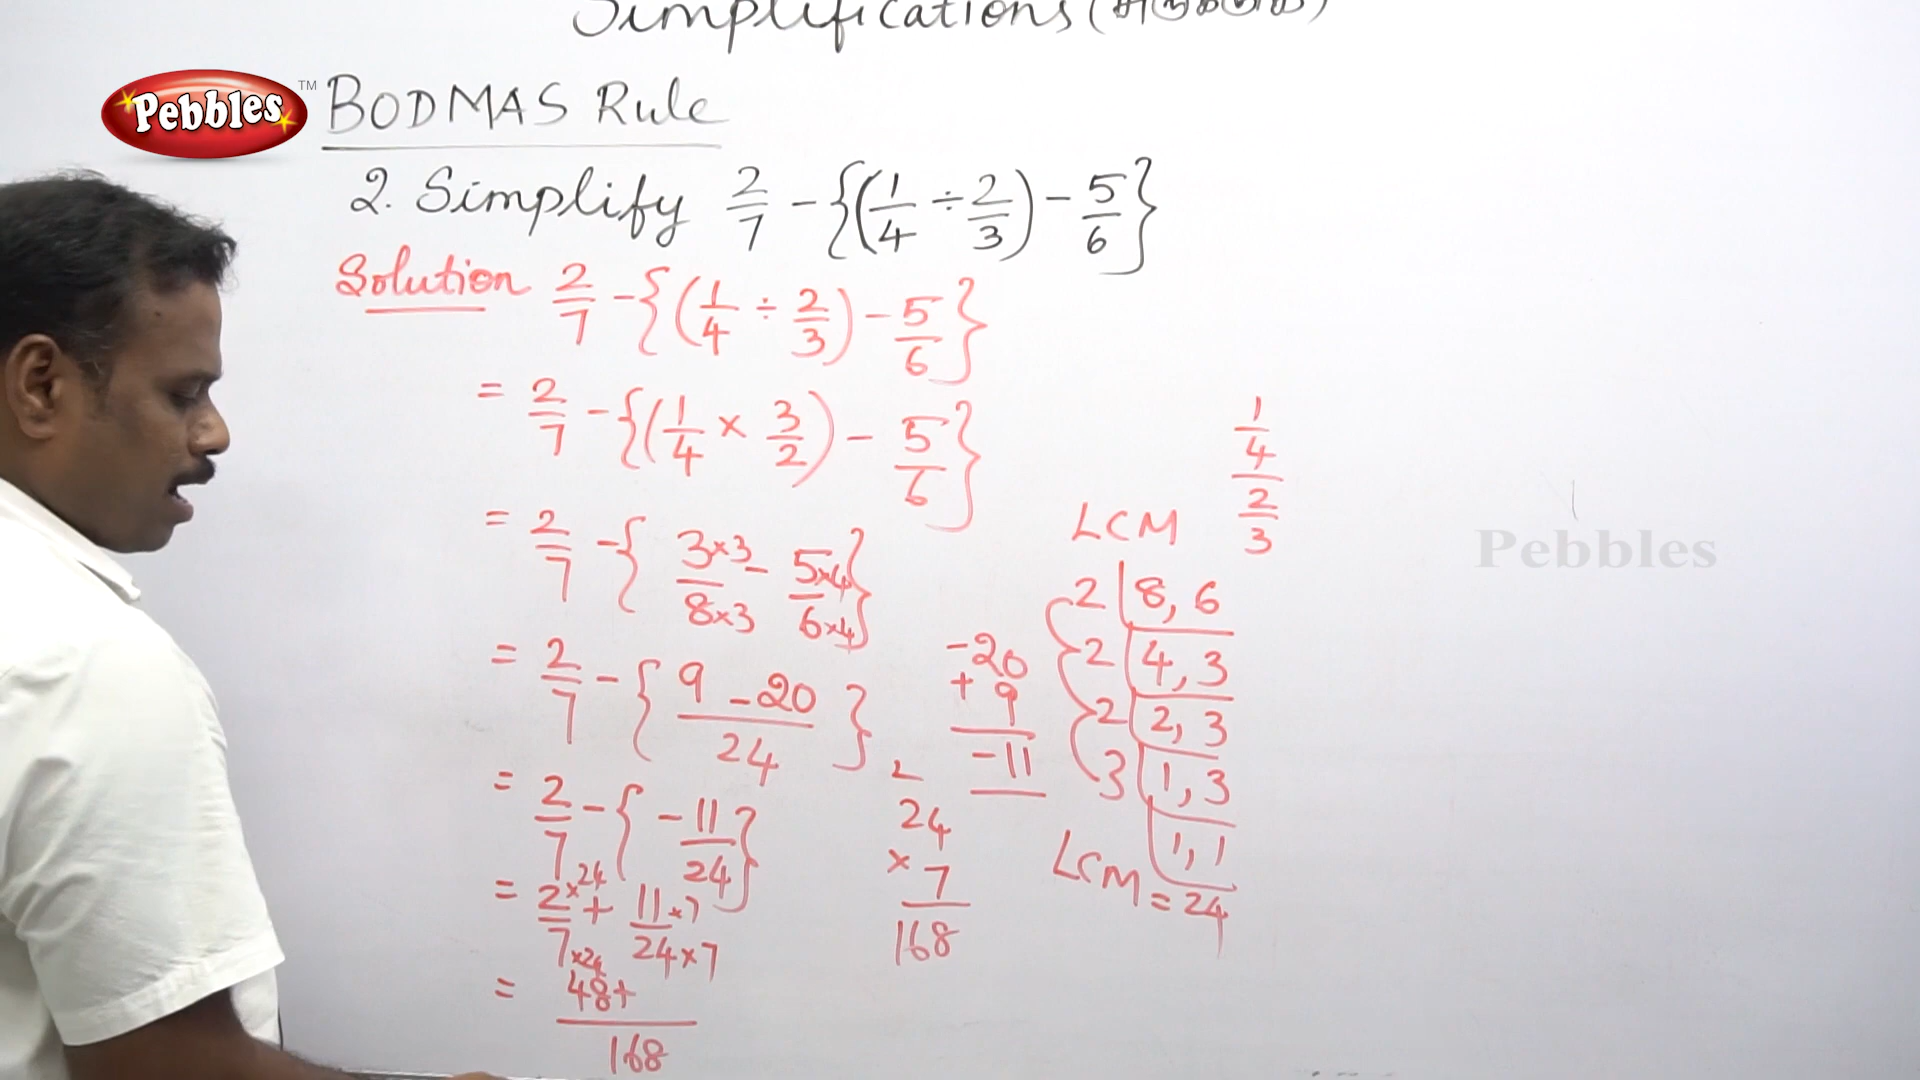 Simplifications (சுருக்குக)
Pebbles TM
BODMAS Rule
2. Simplify 2/7 - {(1/4 ÷ 2/3) - 5/6}
Solution 2/7 - {(1/4 ÷ 2/3) - 5/6}
= 2/7 - {(1/4 × 3/2) - 5/6}
= 2/7 - {3×3/8×3 - 5×4/6×4}
= 2/7 - {9 - 20/24}
= 2/7 - {-11/24}
= 2×24/7×24 + 11×7/24×7
= 48+/168
-20
+ 9
-11
2
24
× 7
168
1/4
2/3
LCM
2 | 8, 6
2 | 4, 3
2 | 2, 3
3 | 1, 3
1, 1
LCM = 24
Pebbles